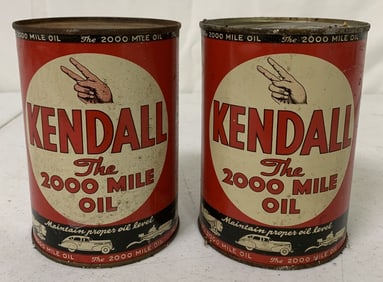 2000 MILE OIL The 2000 MILE OIL
KENDALL
The
2000 MILE
OIL
Maintain proper oil level
2000 MILE OIL The 2000 MILE OIL
2000 MILE OIL The 2000 MILE OIL
KENDALL
The
2000 MILE
OIL
Maintain proper oil level
MILE OIL The 2000 MILE OIL